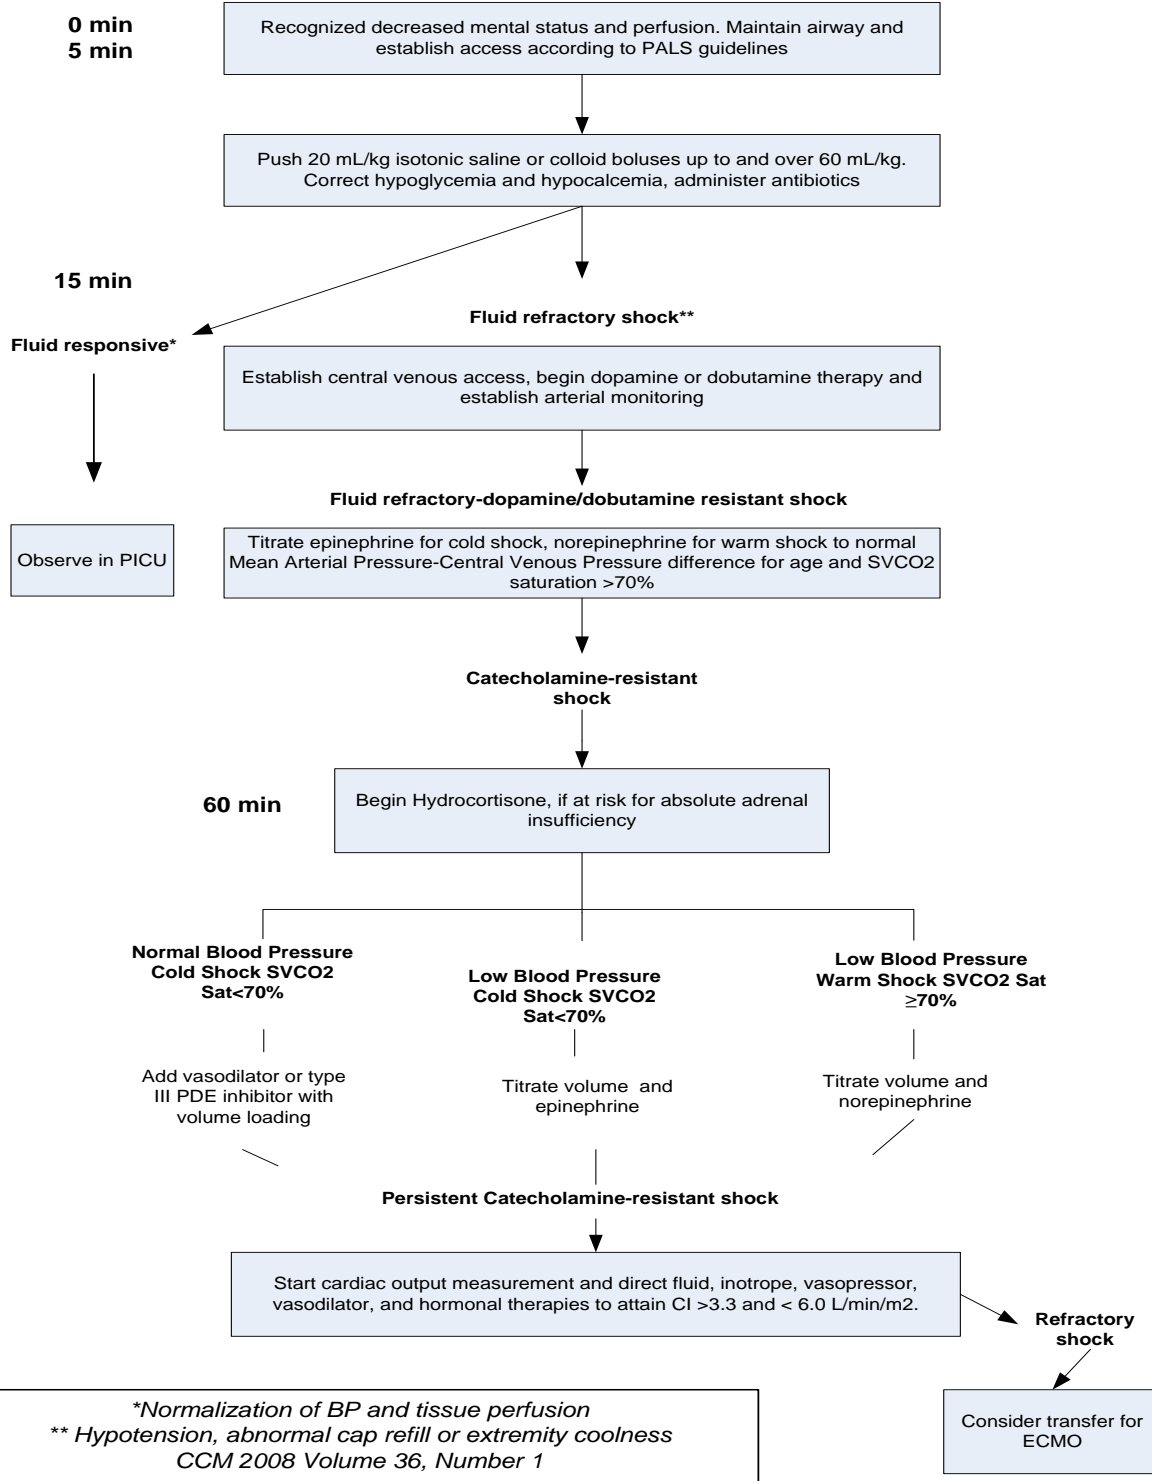 0 min
5 min
Recognized decreased mental status and perfusion. Maintain airway and
establish access according to PALS guidelines
Push 20 mL/kg isotonic saline or colloid boluses up to and over 60 mL/kg.
Correct hypoglycemia and hypocalcemia, administer antibiotics
15 min
Fluid responsive*
Fluid refractory shock**
Establish central venous access, begin dopamine or dobutamine therapy and
establish arterial monitoring
Fluid refractory-dopamine/dobutamine resistant shock
Observe in PICU
Titrate epinephrine for cold shock, norepinephrine for warm shock to normal
Mean Arterial Pressure-Central Venous Pressure difference for age and SVCO2
saturation >70%
Catecholamine-resistant
shock
60 min
Begin Hydrocortisone, if at risk for absolute adrenal
insufficiency
Normal Blood Pressure
Cold Shock SVCO2
Sat<70%
Low Blood Pressure
Cold Shock SVCO2
Sat<70%
Low Blood Pressure
Warm Shock SVCO2 Sat
≥70%
Add vasodilator or type
III PDE inhibitor with
volume loading
Titrate volume and
epinephrine
Titrate volume and
norepinephrine
Persistent Catecholamine-resistant shock
Start cardiac output measurement and direct fluid, inotrope, vasopressor,
vasodilator, and hormonal therapies to attain CI >3.3 and < 6.0 L/min/m2.
Refractory
shock
Consider transfer for
ECMO
*Normalization of BP and tissue perfusion
** Hypotension, abnormal cap refill or extremity coolness
CCM 2008 Volume 36, Number 1